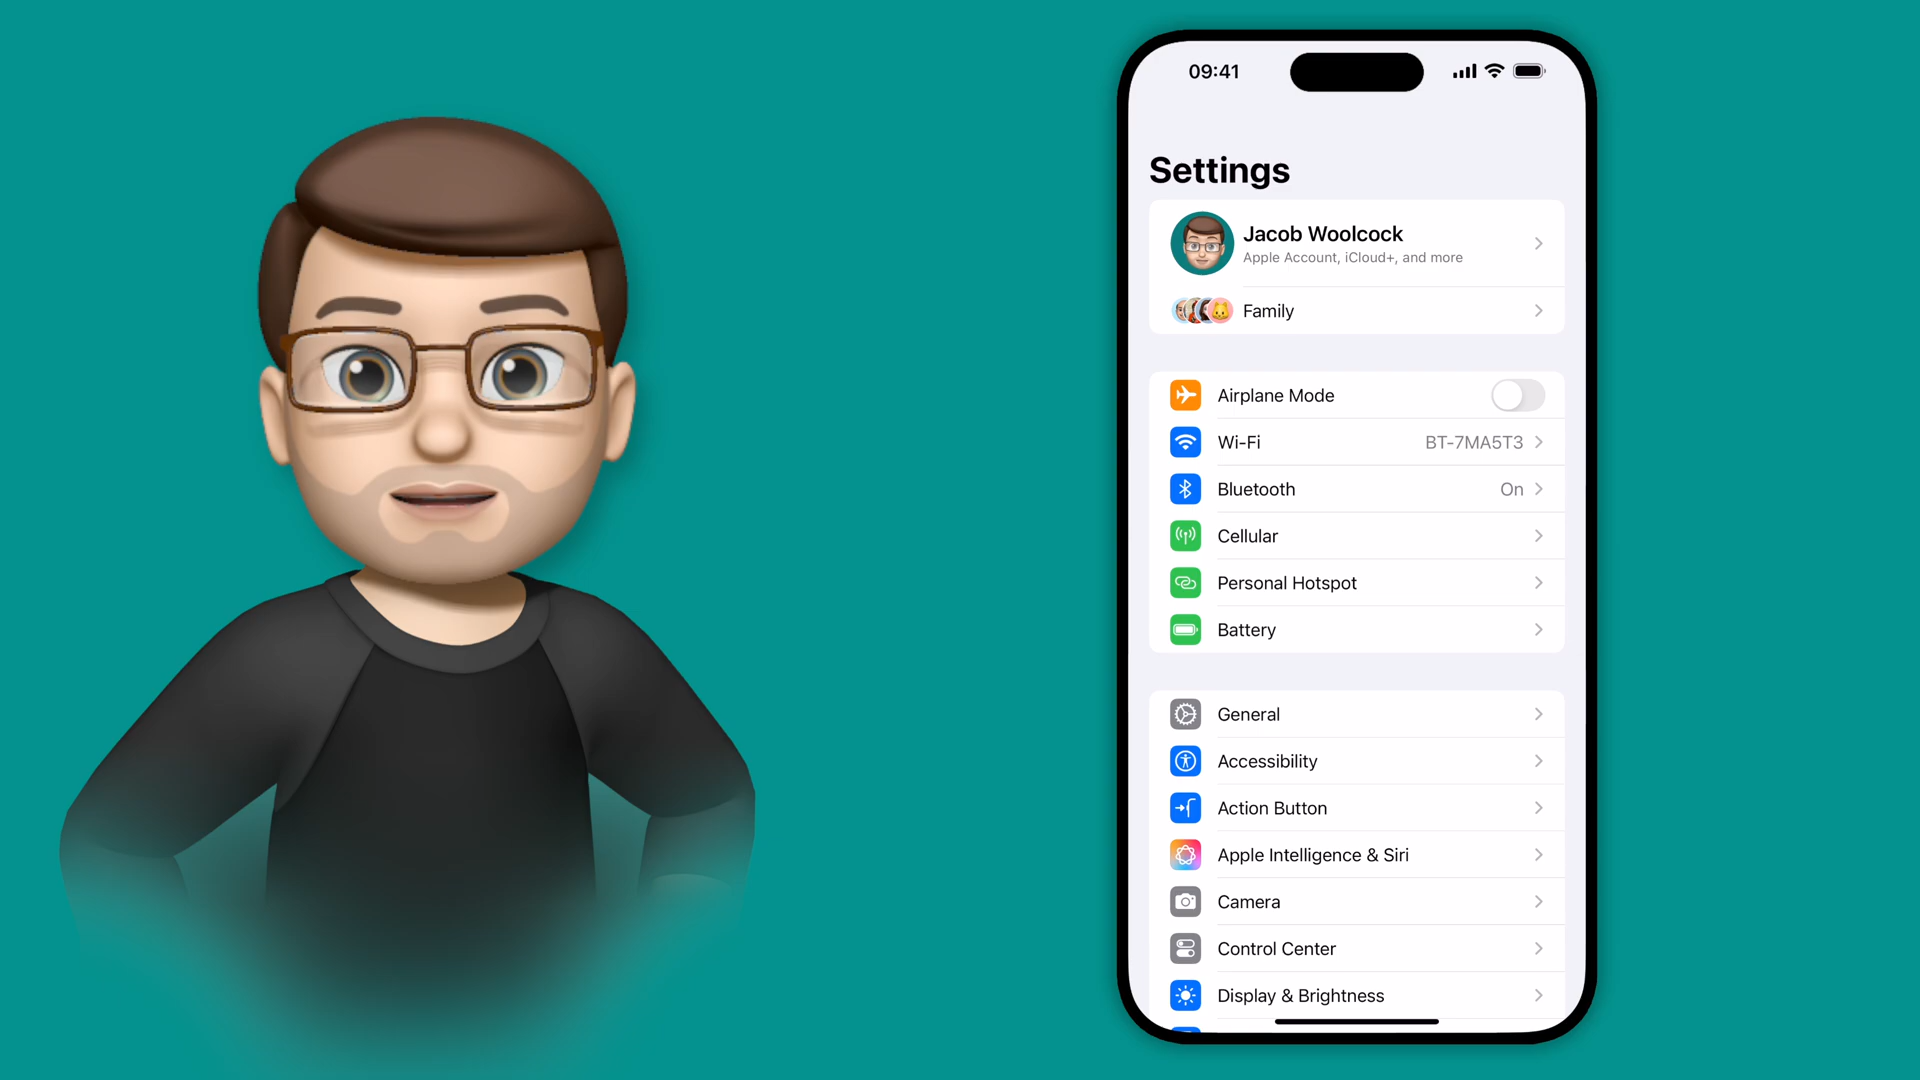 09:41
Settings
Jacob Woolcock
Apple Account, iCloud+, and more
Family
Airplane Mode
Wi-Fi BT-7MA5T3
Bluetooth On
Cellular
Personal Hotspot
Battery
General
Accessibility
Action Button
Apple Intelligence & Siri
Camera
Control Center
Display & Brightness